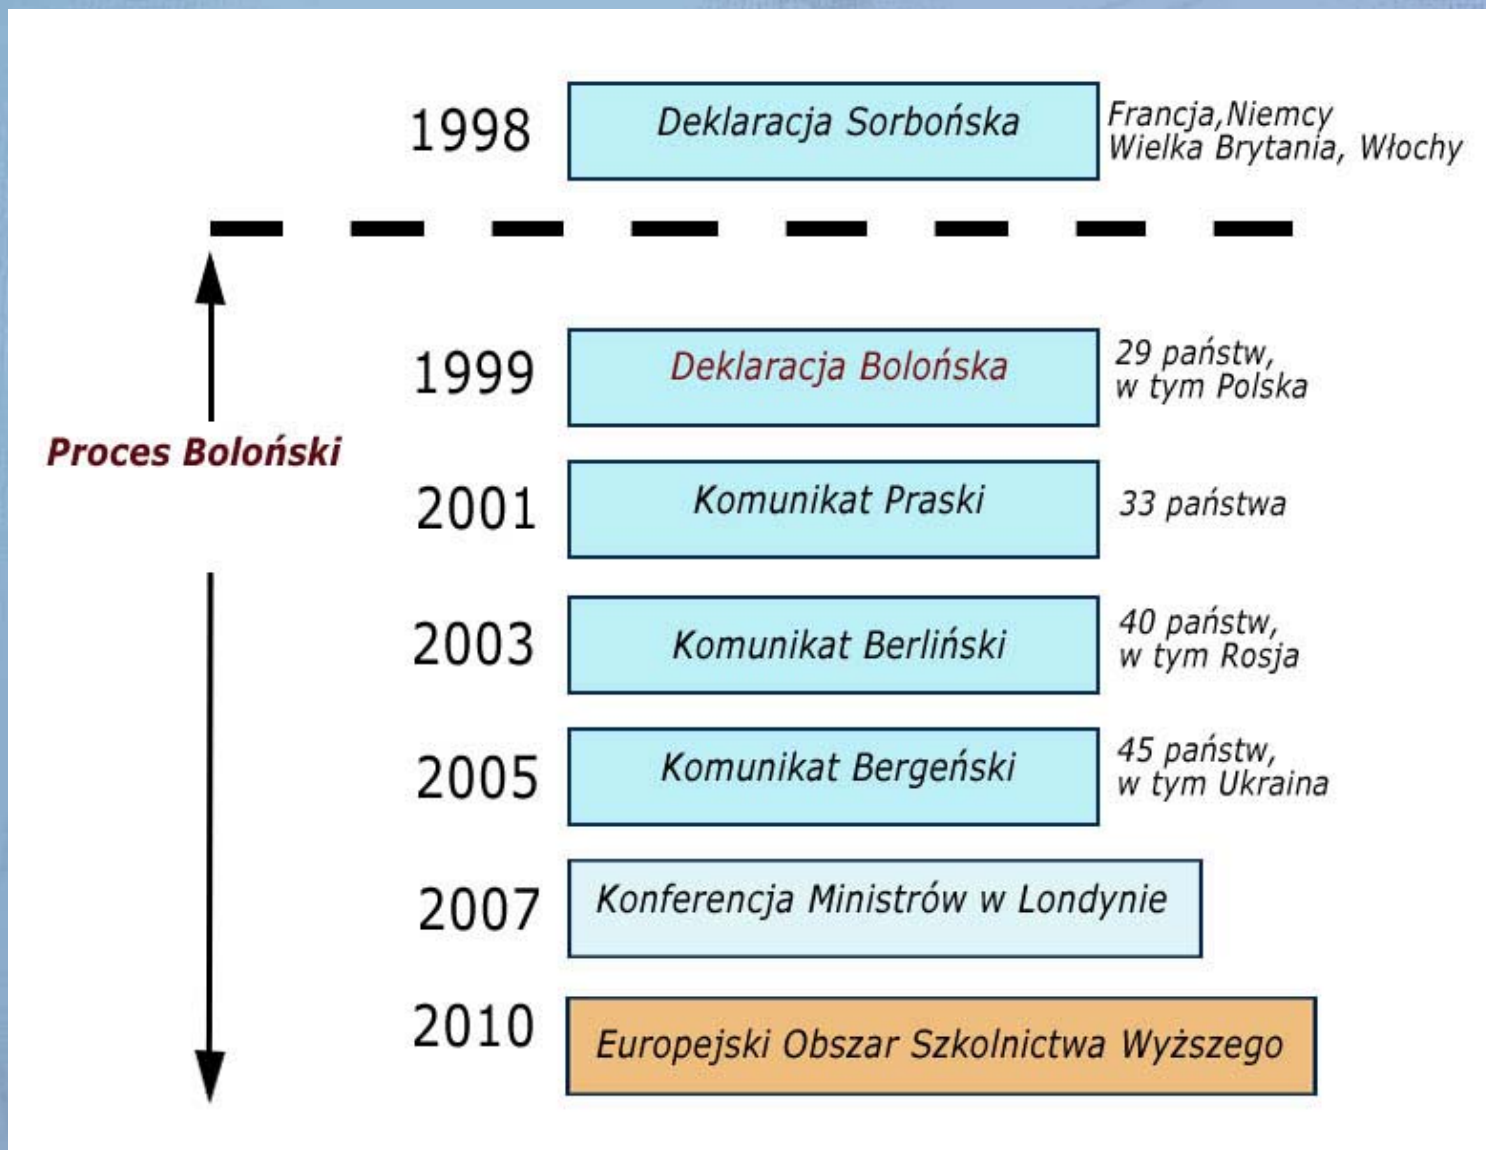 1998
Deklaracja Sorbońska
Francja,Niemcy
Wielka Brytania, Włochy
1999
Deklaracja Bolońska
29 państw,
w tym Polska
Proces Boloński
2001
Komunikat Praski
33 państwa
2003
Komunikat Berliński
40 państw,
w tym Rosja
2005
Komunikat Bergeński
45 państw,
w tym Ukraina
2007
Konferencja Ministrów w Londynie
2010
Europejski Obszar Szkolnictwa Wyższego